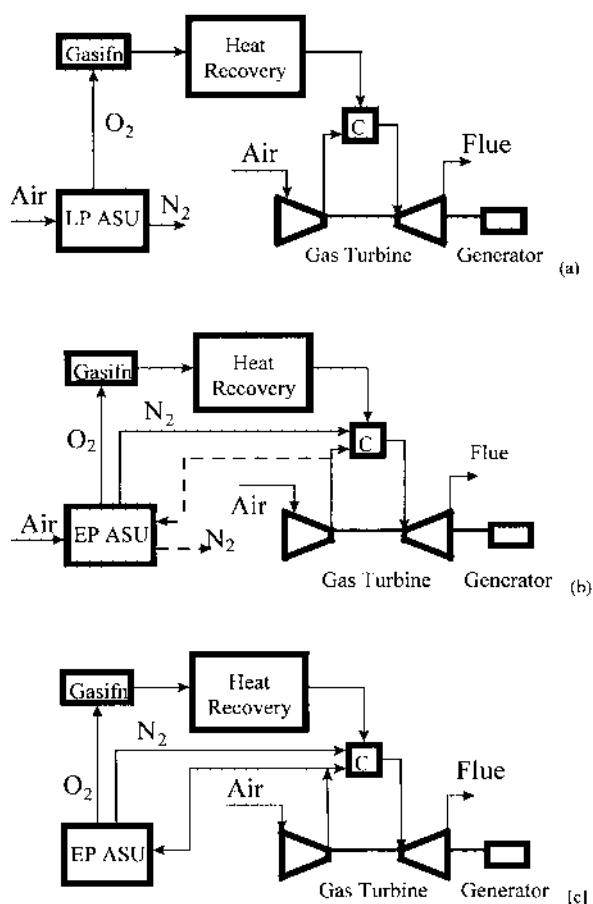 Gasifn
Heat
Recovery
C
O2
Air
Flue
Air
LP ASU
N2
Gas Turbine
Generator
(a)
Gasifn
Heat
Recovery
N2
C
O2
Flue
Air
EP ASU
N2
Air
Gas Turbine
Generator
(b)
Gasifn
Heat
Recovery
N2
C
O2
Air
Flue
EP ASU
Gas Turbine
Generator
[c]